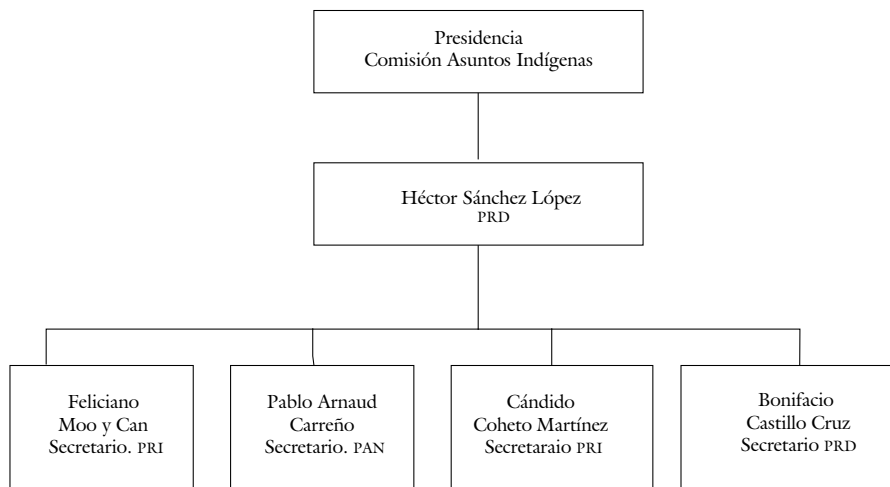 Presidencia
Comisión Asuntos Indígenas
Héctor Sánchez López
PRD
Feliciano
Moo y Can
Secretario. PRI
Pablo Arnaud
Carreño
Secretario. PAN
Cándido
Coheto Martínez
Secretaraio PRI
Bonifacio
Castillo Cruz
Secretario PRD